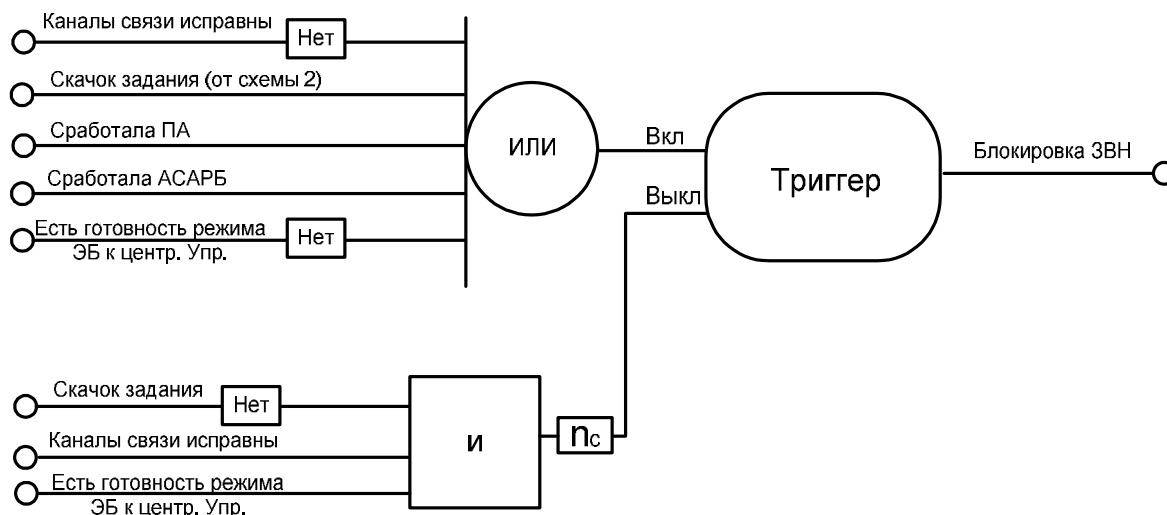 Каналы связи исправны
Нет
Скачок задания (от схемы 2)
Сработала ПА
Сработала АСАРБ
Есть готовность режима
ЭБ к центр. Упр.
Нет
ИЛИ
Вкл
Выкл
Триггер
Блокировка ЗВН
Скачок задания
Нет
Каналы связи исправны
Есть готовность режима
ЭБ к центр. Упр.
и
nс